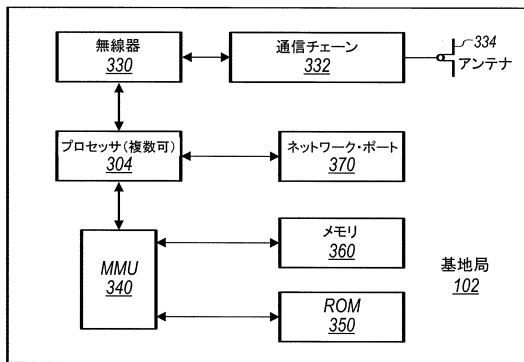 無線器
330
通信チェーン
332
334
アンテナ
プロセッサ(複数可)
304
ネットワーク・ポート
370
MMU
340
メモリ
360
ROM
350
基地局
102